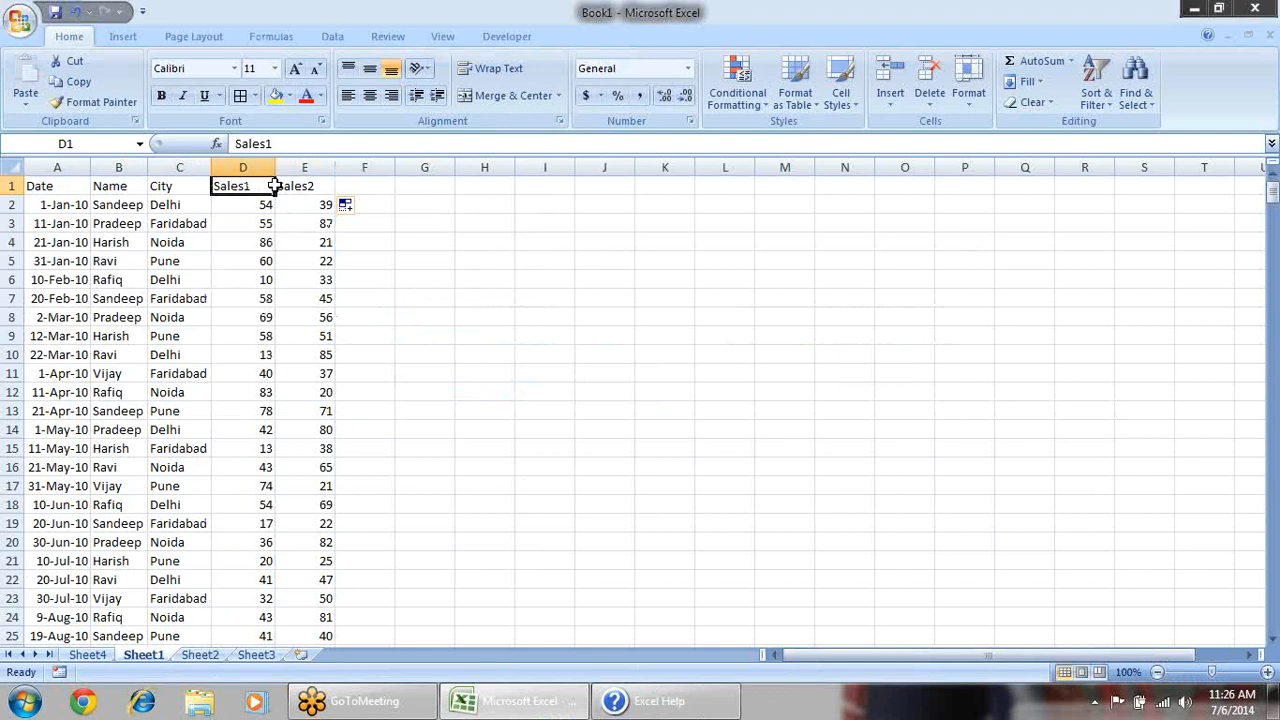 Book1 - Microsoft Excel
Home Insert Page Layout Formulas Data Review View Developer
Paste Cut Copy Format Painter Clipboard
Calibri 11 B I U A Font
Wrap Text Merge & Center Alignment
General $ % , Number
Conditional Formatting Format as Table Cell Styles Styles
Insert Delete Format Cells
Σ AutoSum Fill Clear Sort & Filter Find & Select Editing
D1 fx Sales1
A B C D E F G H I J K L M N O P Q R S T U
1 Date Name City Sales1 Sales2
2 1-Jan-10 Sandeep Delhi 54 39
3 11-Jan-10 Pradeep Faridabad 55 87
4 21-Jan-10 Harish Noida 86 21
5 31-Jan-10 Ravi Pune 60 22
6 10-Feb-10 Rafiq Delhi 10 33
7 20-Feb-10 Sandeep Faridabad 58 45
8 2-Mar-10 Pradeep Noida 69 56
9 12-Mar-10 Harish Pune 58 51
10 22-Mar-10 Ravi Delhi 13 85
11 1-Apr-10 Vijay Faridabad 40 37
12 11-Apr-10 Rafiq Noida 83 20
13 21-Apr-10 Sandeep Pune 78 71
14 1-May-10 Pradeep Delhi 42 80
15 11-May-10 Harish Faridabad 13 38
16 21-May-10 Ravi Noida 43 65
17 31-May-10 Vijay Pune 74 21
18 10-Jun-10 Rafiq Delhi 54 69
19 20-Jun-10 Sandeep Faridabad 17 22
20 30-Jun-10 Pradeep Noida 36 82
21 10-Jul-10 Harish Pune 20 25
22 20-Jul-10 Ravi Delhi 41 47
23 30-Jul-10 Vijay Faridabad 32 50
24 9-Aug-10 Rafiq Noida 43 81
25 19-Aug-10 Sandeep Pune 41 40
Sheet4 Sheet1 Sheet2 Sheet3
Ready 100%
GoToMeeting Microsoft Excel - ... Excel Help 11:26 AM
7/6/2014